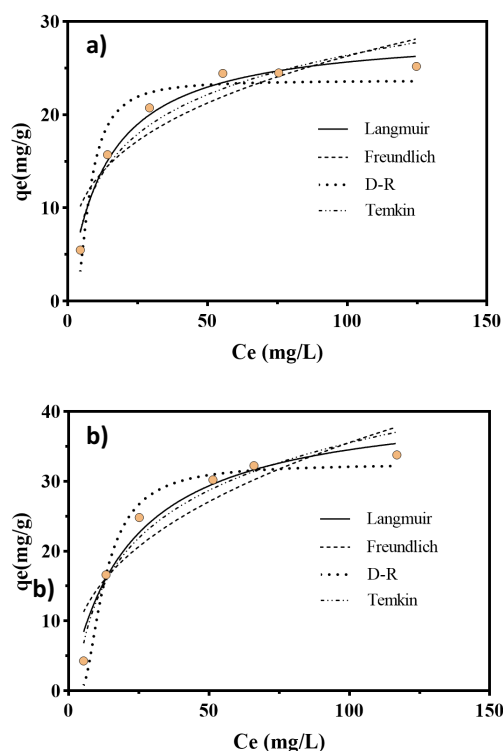 a)
30
20
10
0
qe(mg/g)
Langmuir
Freundlich
D-R
Temkin
0 50 100 150
Ce (mg/L)
b)
40
30
20
10
0
qe(mg/g)
b)
Langmuir
Freundlich
D-R
Temkin
0 50 100 150
Ce (mg/L)